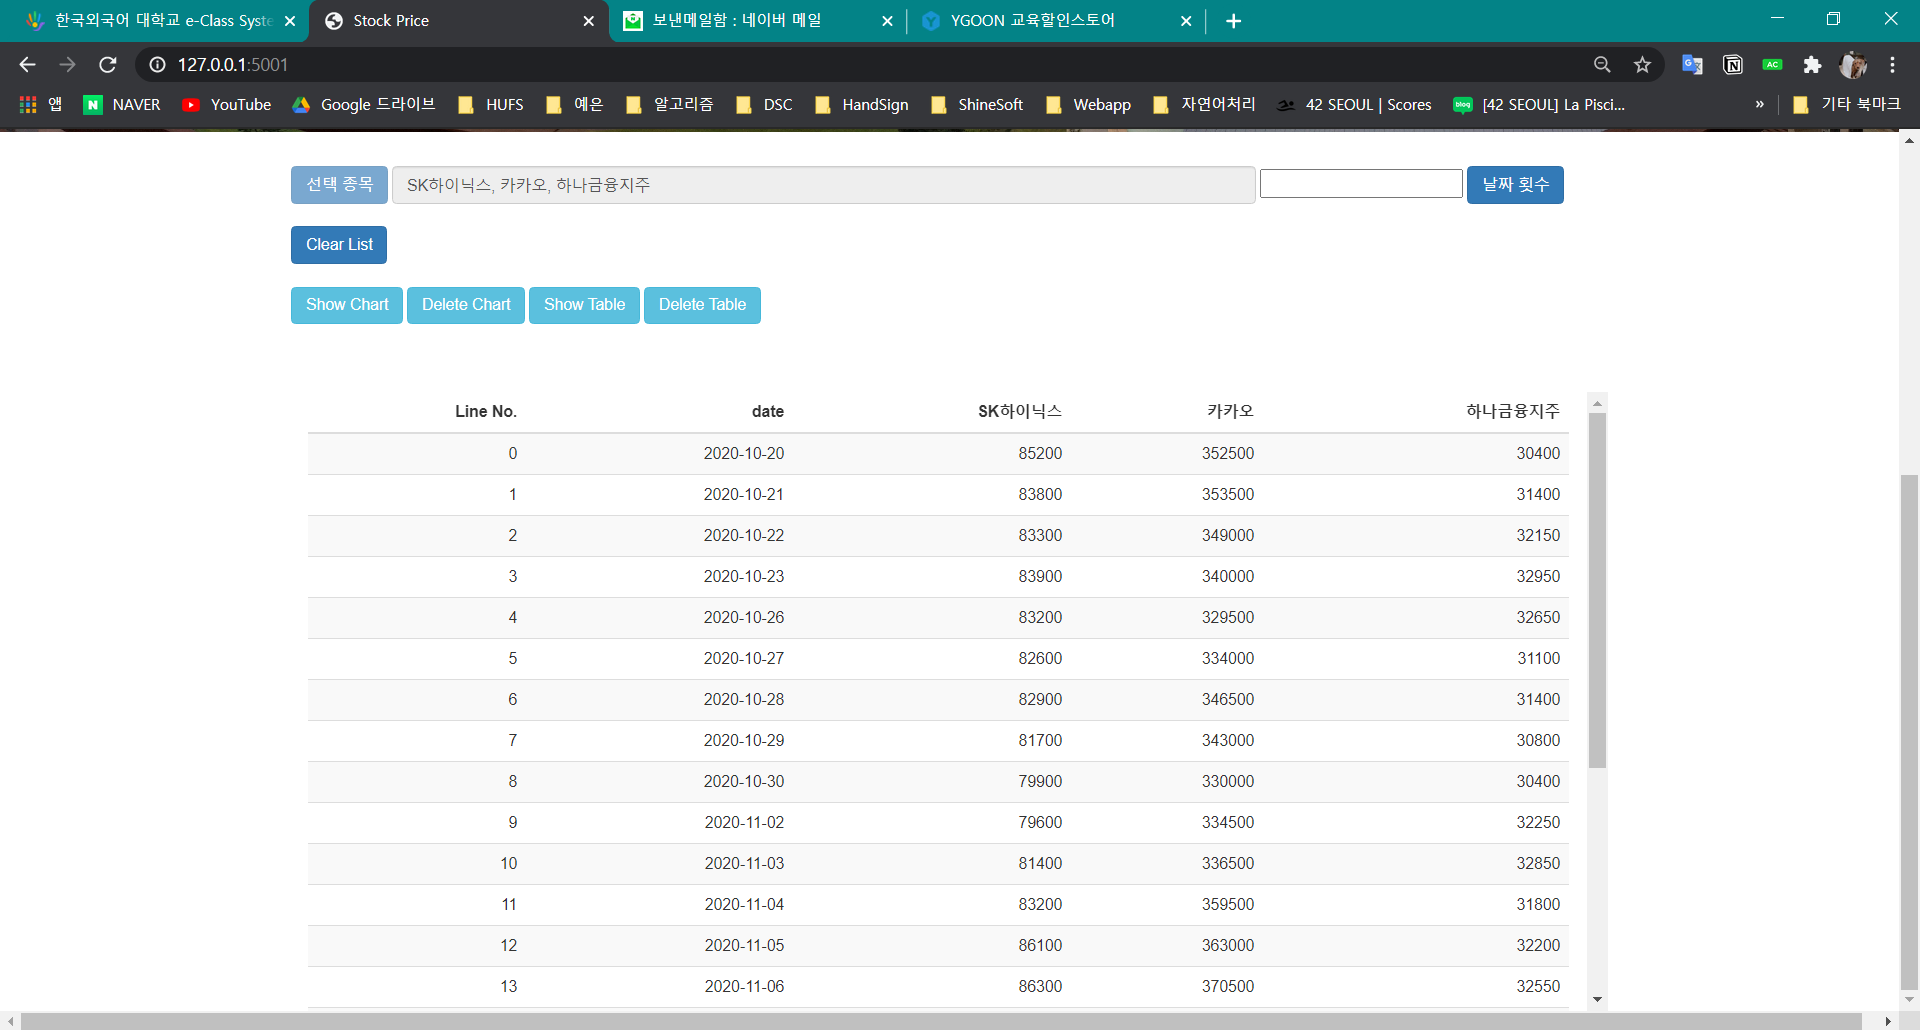 한국외국어 대학교 e-Class Syste
Stock Price
보낸메일함 : 네이버 메일
YGOON 교육할인스토어
127.0.0.1:5001
앱
NAVER
YouTube
Google 드라이브
HUFS
예은
알고리즘
DSC
HandSign
ShineSoft
Webapp
자연어처리
42 SEOUL | Scores
[42 SEOUL] La Pisci...
»
기타 북마크
선택 종목 SK하이닉스, 카카오, 하나금융지주 날짜 횟수
Clear List
Show Chart Delete Chart Show Table Delete Table
Line No. date SK하이닉스 카카오 하나금융지주
0 2020-10-20 85200 352500 30400
1 2020-10-21 83800 353500 31400
2 2020-10-22 83300 349000 32150
3 2020-10-23 83900 340000 32950
4 2020-10-26 83200 329500 32650
5 2020-10-27 82600 334000 31100
6 2020-10-28 82900 346500 31400
7 2020-10-29 81700 343000 30800
8 2020-10-30 79900 330000 30400
9 2020-11-02 79600 334500 32250
10 2020-11-03 81400 336500 32850
11 2020-11-04 83200 359500 31800
12 2020-11-05 86100 363000 32200
13 2020-11-06 86300 370500 32550